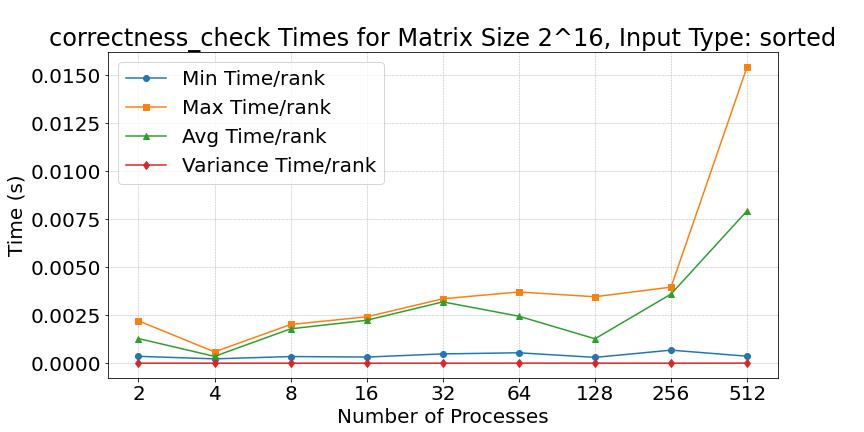 correctness_check Times for Matrix Size 2^16, Input Type: sorted
Min Time/rank
Max Time/rank
Avg Time/rank
Variance Time/rank
Time (s)
0.0150
0.0125
0.0100
0.0075
0.0050
0.0025
0.0000
2 4 8 16 32 64 128 256 512
Number of Processes